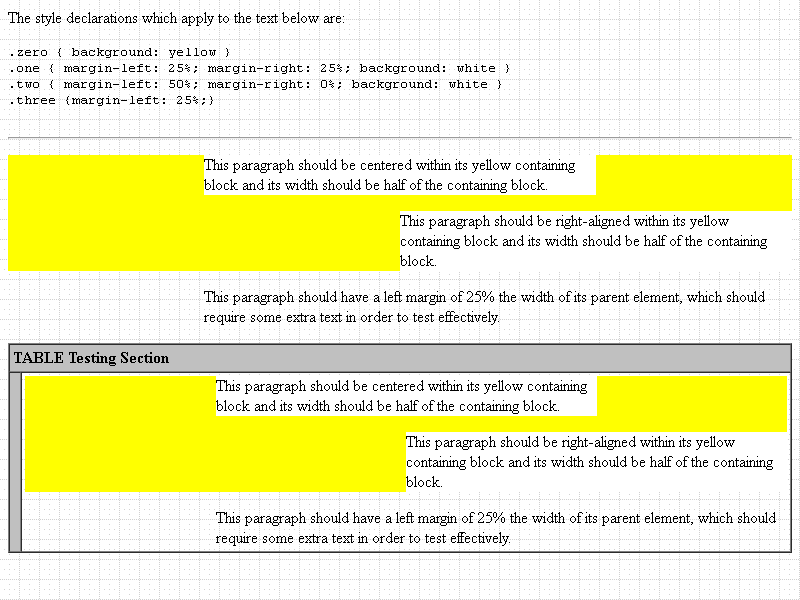 The style declarations which apply to the text below are:
.zero { background: yellow }
.one { margin-left: 25%; margin-right: 25%; background: white }
.two { margin-left: 50%; margin-right: 0%; background: white }
.three {margin-left: 25%;}
This paragraph should be centered within its yellow containing
block and its width should be half of the containing block.
This paragraph should be right-aligned within its yellow
containing block and its width should be half of the containing
block.
This paragraph should have a left margin of 25% the width of its parent element, which should
require some extra text in order to test effectively.
TABLE Testing Section
This paragraph should be centered within its yellow containing
block and its width should be half of the containing block.
This paragraph should be right-aligned within its yellow
containing block and its width should be half of the containing
block.
This paragraph should have a left margin of 25% the width of its parent element, which should
require some extra text in order to test effectively.